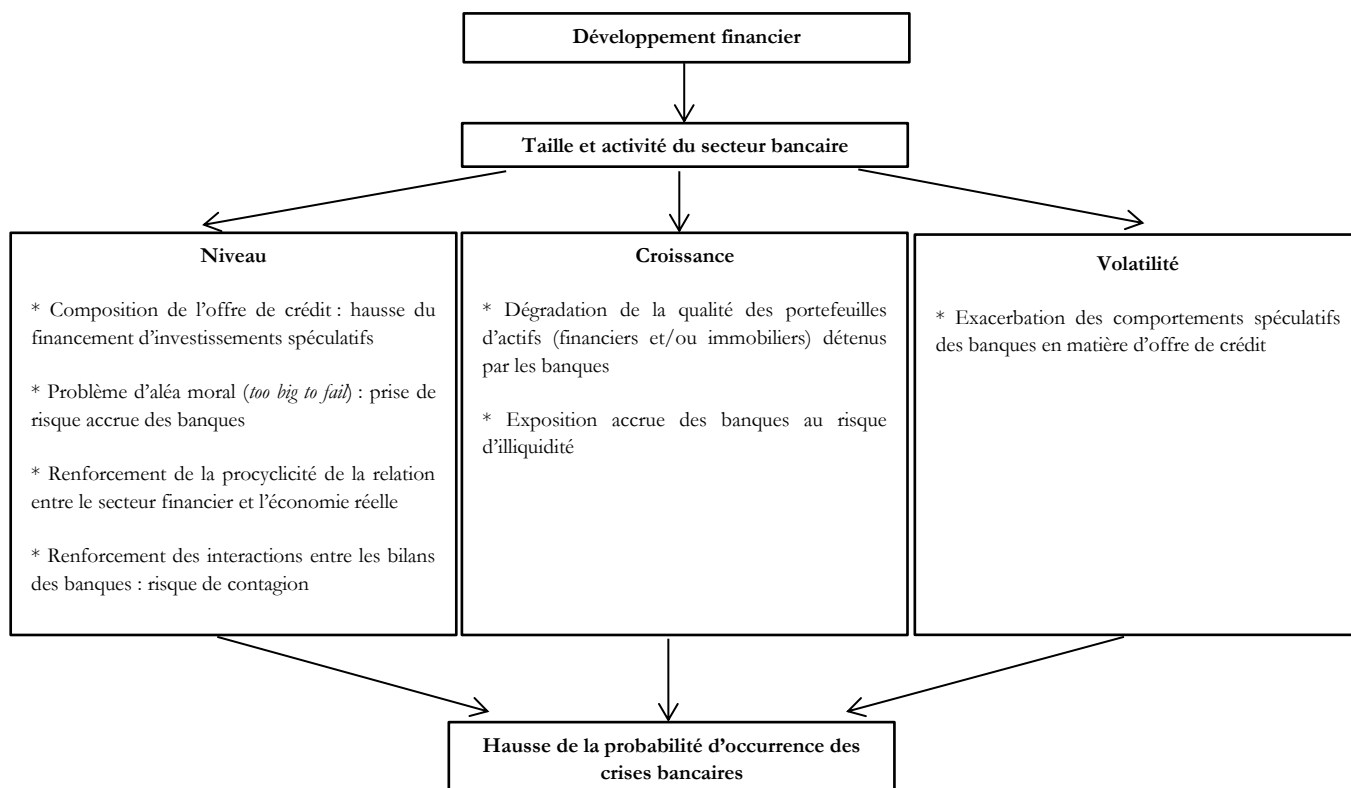 Développement financier
Taille et activité du secteur bancaire
Niveau
* Composition de l’offre de crédit : hausse du
financement d’investissements spéculatifs
* Problème d’aléa moral (too big to fail) : prise de
risque accrue des banques
* Renforcement de la procyclicité de la relation
entre le secteur financier et l’économie réelle
* Renforcement des interactions entre les bilans
des banques : risque de contagion
Croissance
* Dégradation de la qualité des portefeuilles
d’actifs (financiers et/ou immobiliers) détenus
par les banques
* Exposition accrue des banques au risque
d’illiquidité
Volatilité
* Exacerbation des comportements spéculatifs
des banques en matière d’offre de crédit
Hausse de la probabilité d’occurrence des
crises bancaires